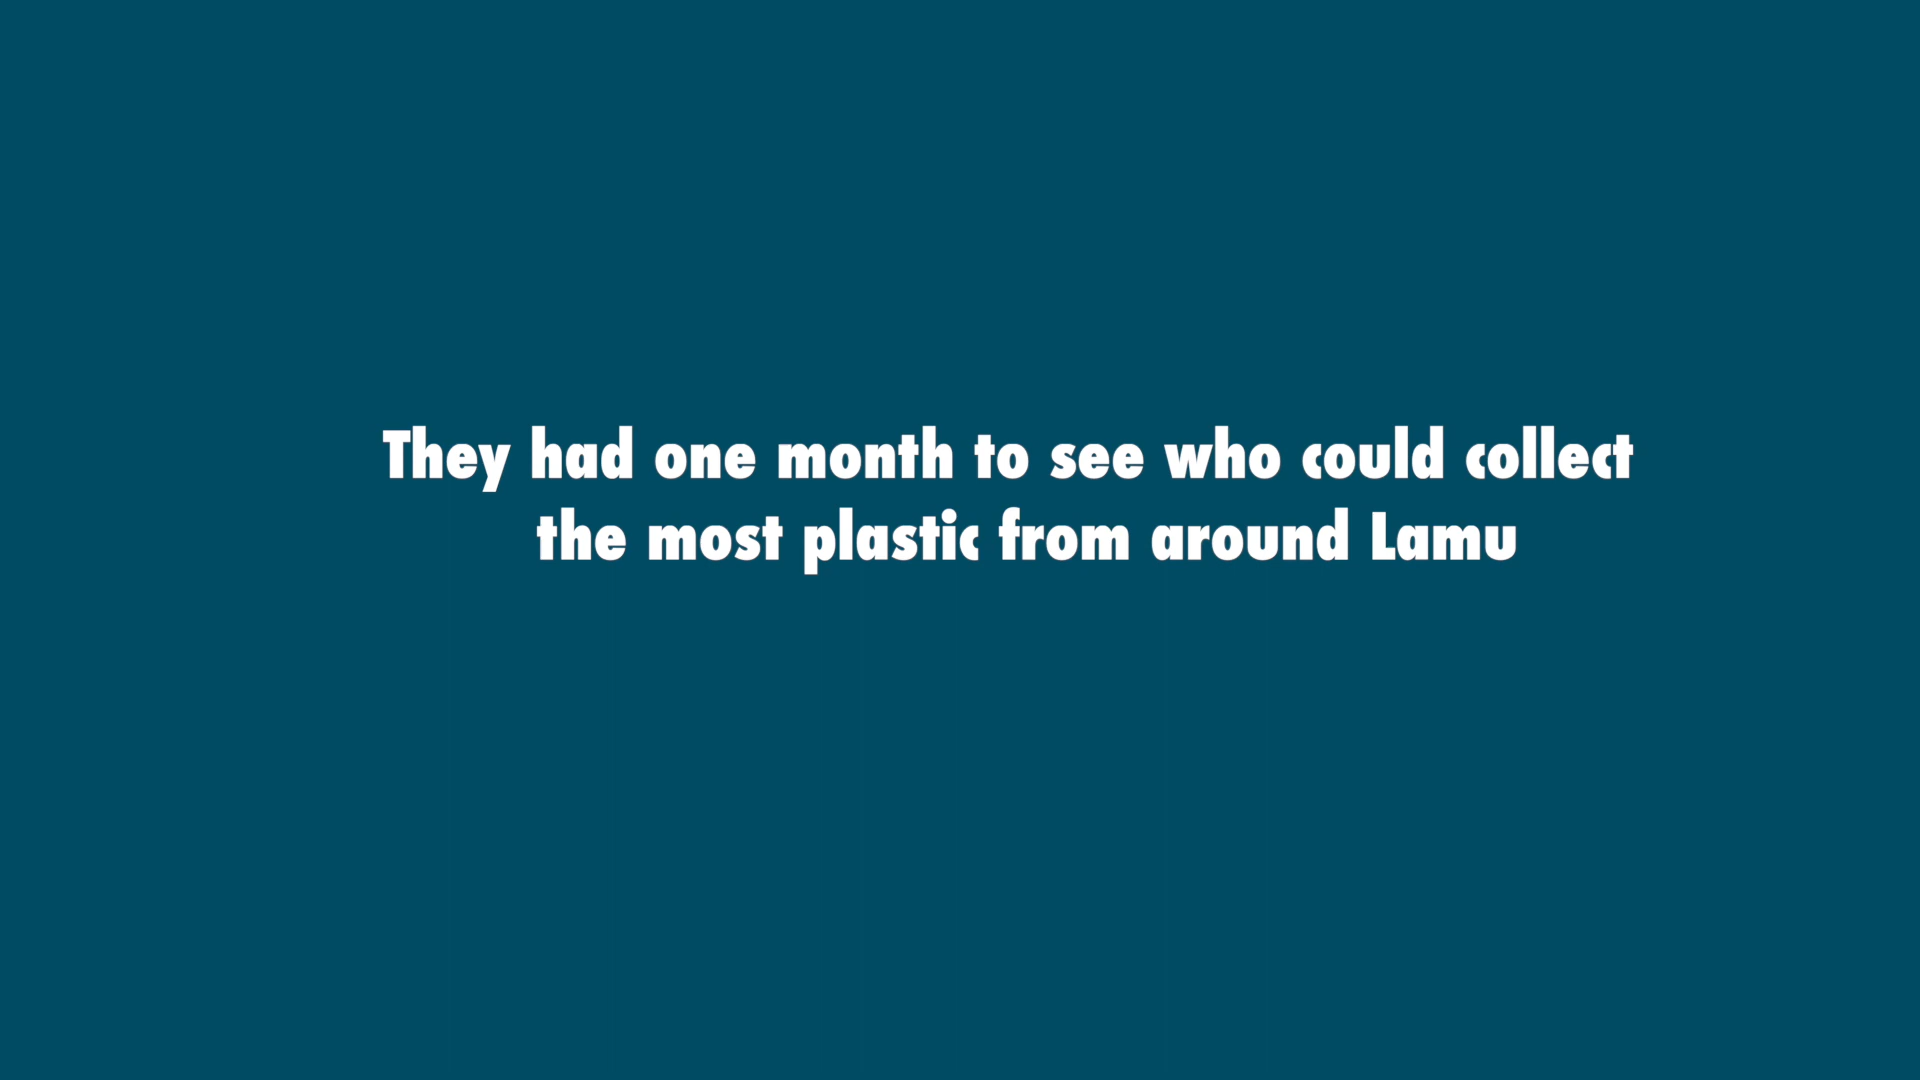 They had one month to see who could collect
the most plastic from around Lamu